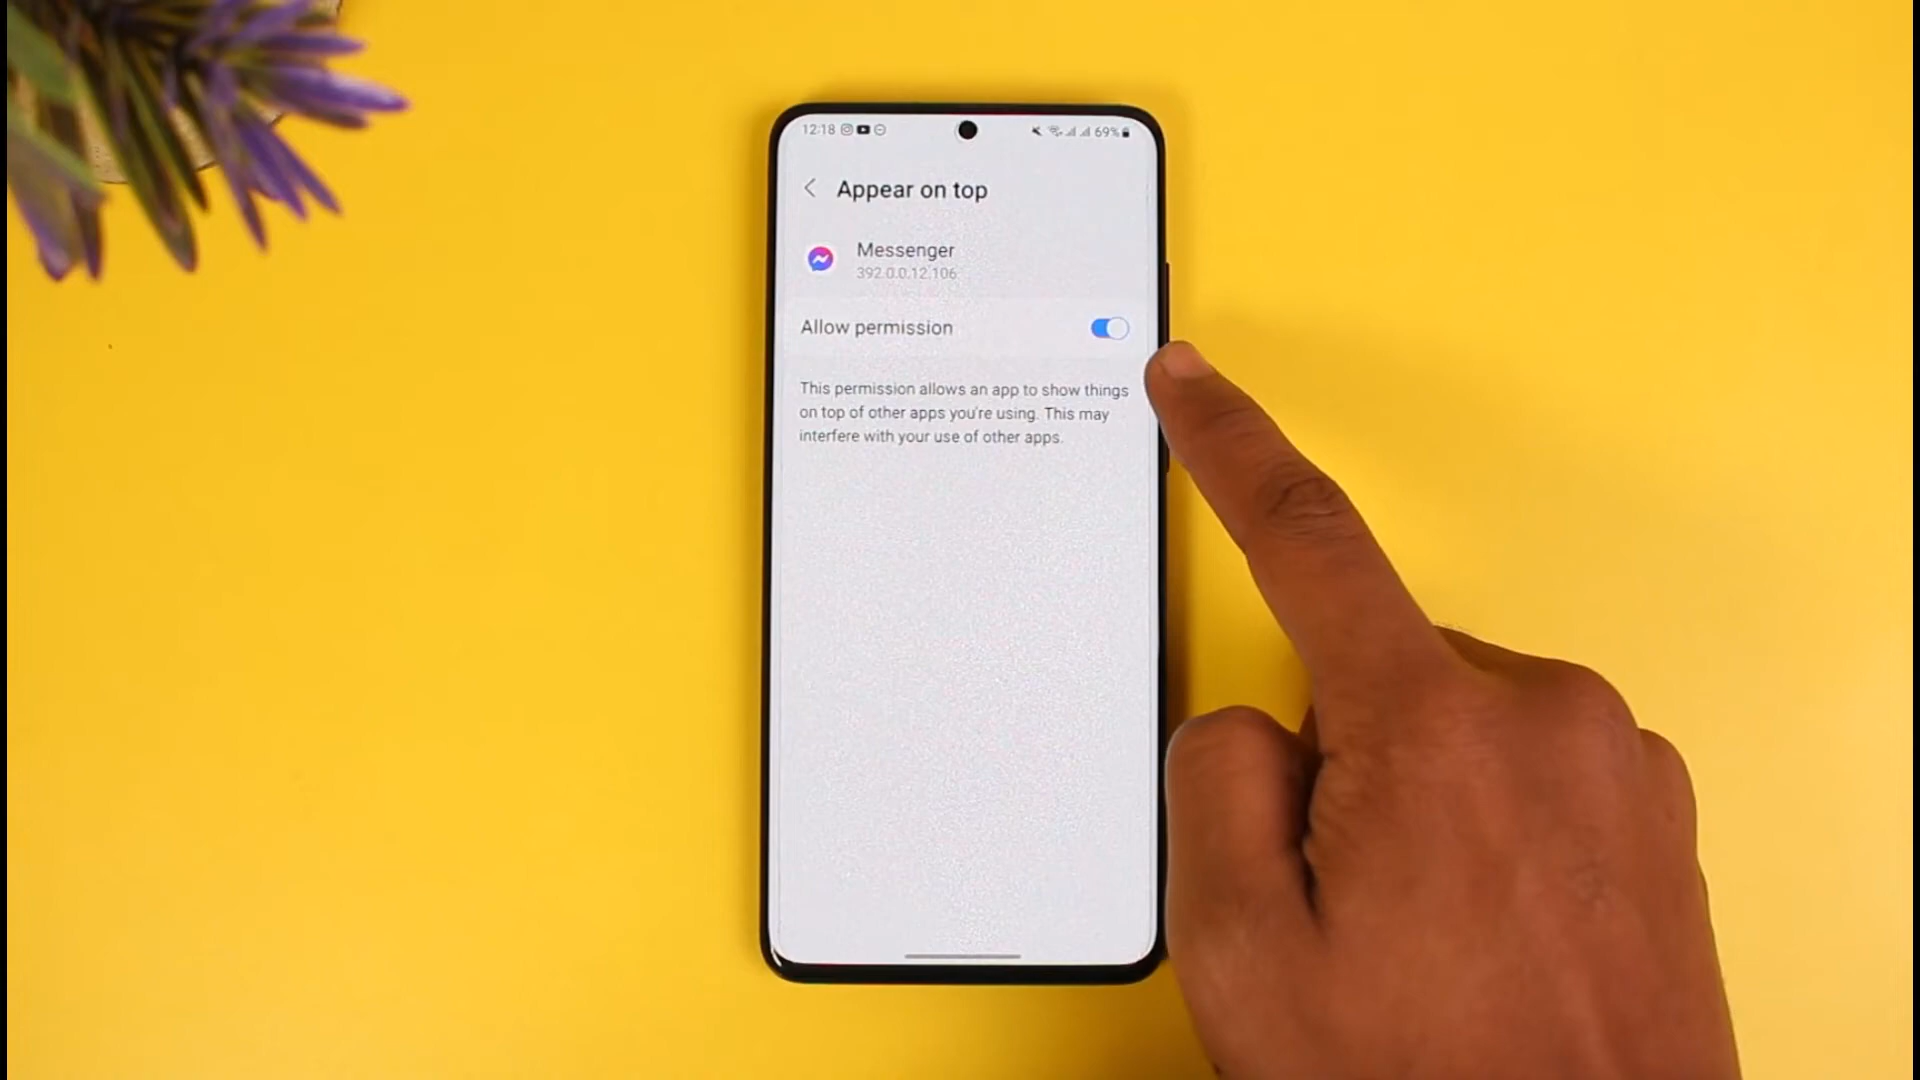 12:18 69%
Appear on top
Messenger
392.0.0.12.106
Allow permission
This permission allows an app to show things
on top of other apps you're using. This may
interfere with your use of other apps.